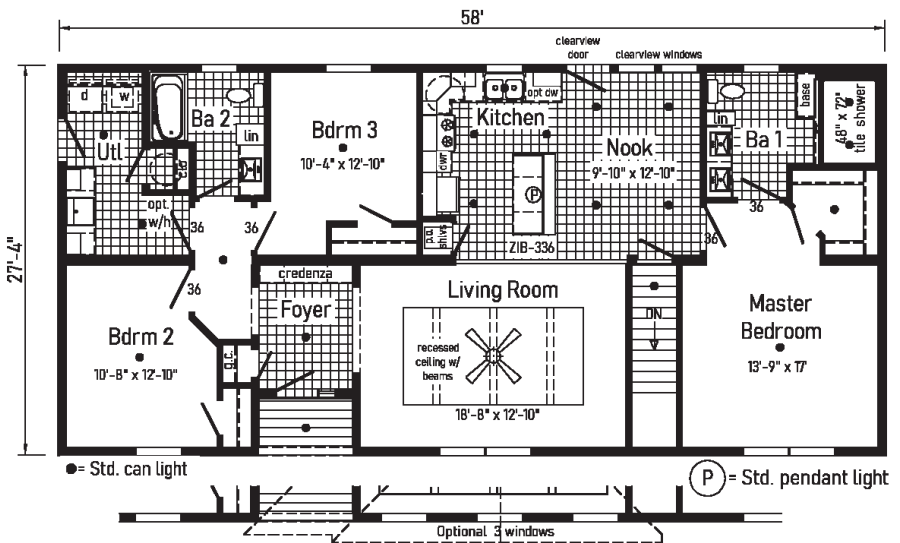 58'
clearview
door
clearview windows
27'-4"
d
w
Utl
Ba 2
lin
Bdrm 3
10'-4" x 12'-10"
Kitchen
opt dw
Nook
9'-10" x 12'-10"
lin
Ba 1
base
48" x 72"
tile shower
dwr
opt.
w/h
36
36
36
36
36
P
ZIB-336
shlvs
credenza
Foyer
Living Room
recessed
ceiling w/
beams
18'-8" x 12'-10"
DN
Master
Bedroom
13'-9" x 17'
Bdrm 2
10'-8" x 12'-10"
g.c.
= Std. can light
P = Std. pendant light
Optional 3 windows